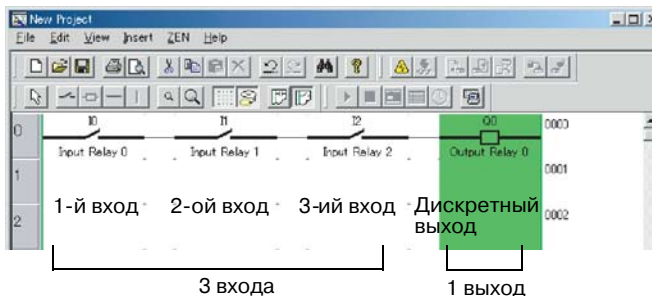 New Project
File Edit View Insert ZEN Help
0 I0 I1 I2 Q0 0000
Input Relay 0 Input Relay 1 Input Relay 2 Output Relay 0
1 0001
1-й вход 2-ой вход 3-ий вход Дискретный
выход
2 0002
3 входа 1 выход